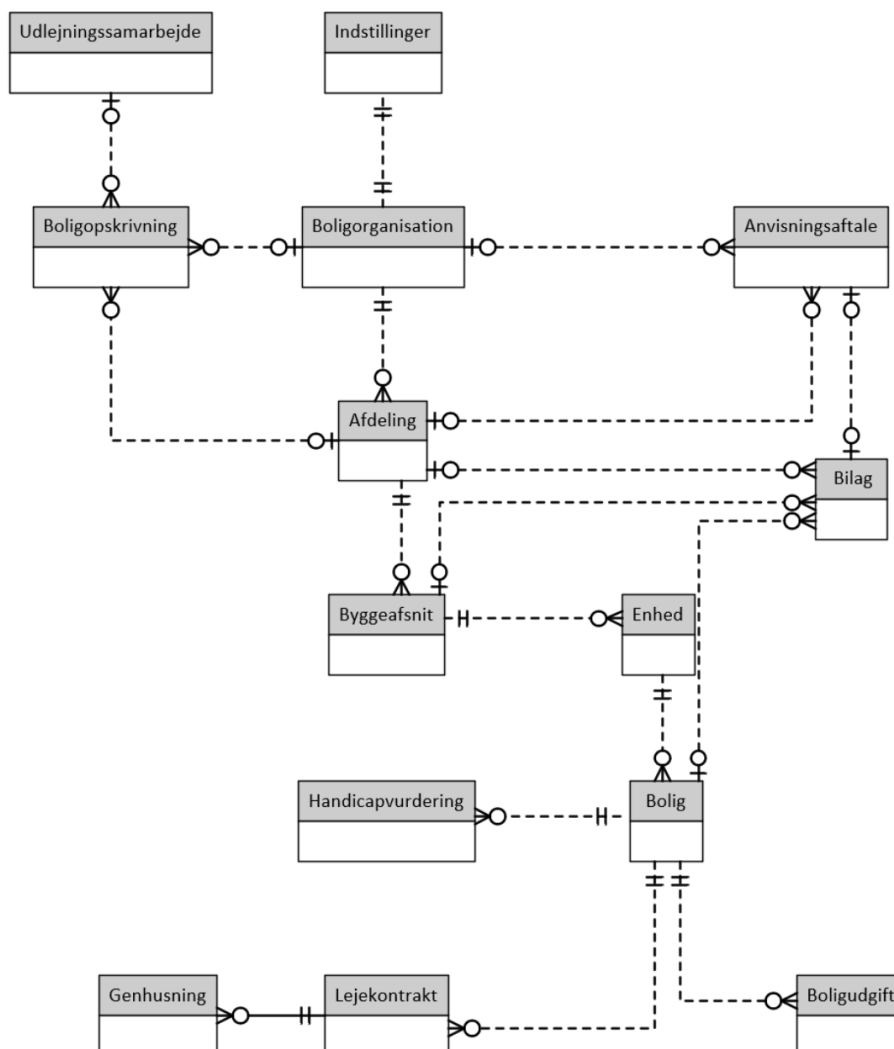 Udlejningssamarbejde
Indstillinger
Boligopskrivning
Boligorganisation
Anvisningsaftale
Afdeling
Bilag
Byggeafsnit
Enhed
Handicapvurdering
Bolig
Genhusning
Lejekontrakt
Boligudgift